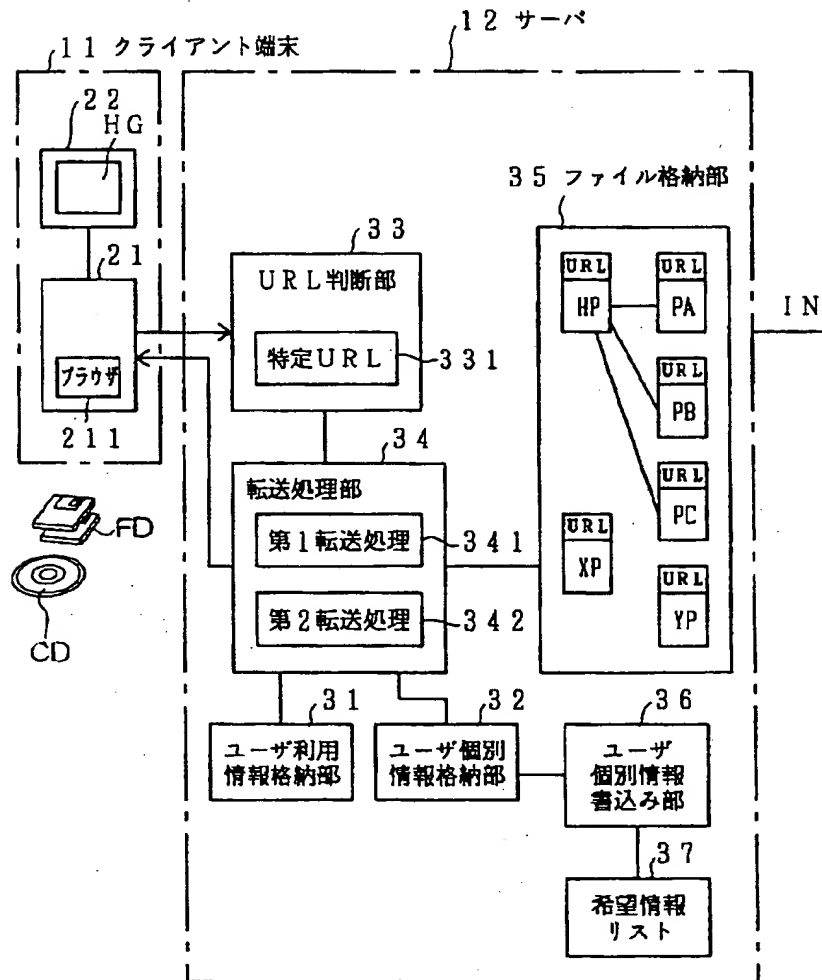 12 サーバ
11 クライアント端末
22
HG
35 ファイル格納部
33
21
URL判断部
URL
URL
HP
PA
IN
特定URL
331
ブラウザ
URL
PB
211
34
転送処理部
URL
PC
FD
第1転送処理
341
URL
XP
URL
YP
第2転送処理
342
CD
31
32
36
ユーザ利用
情報格納部
ユーザ個別
情報格納部
ユーザ
個別情報
書込み部
37
希望情報
リスト